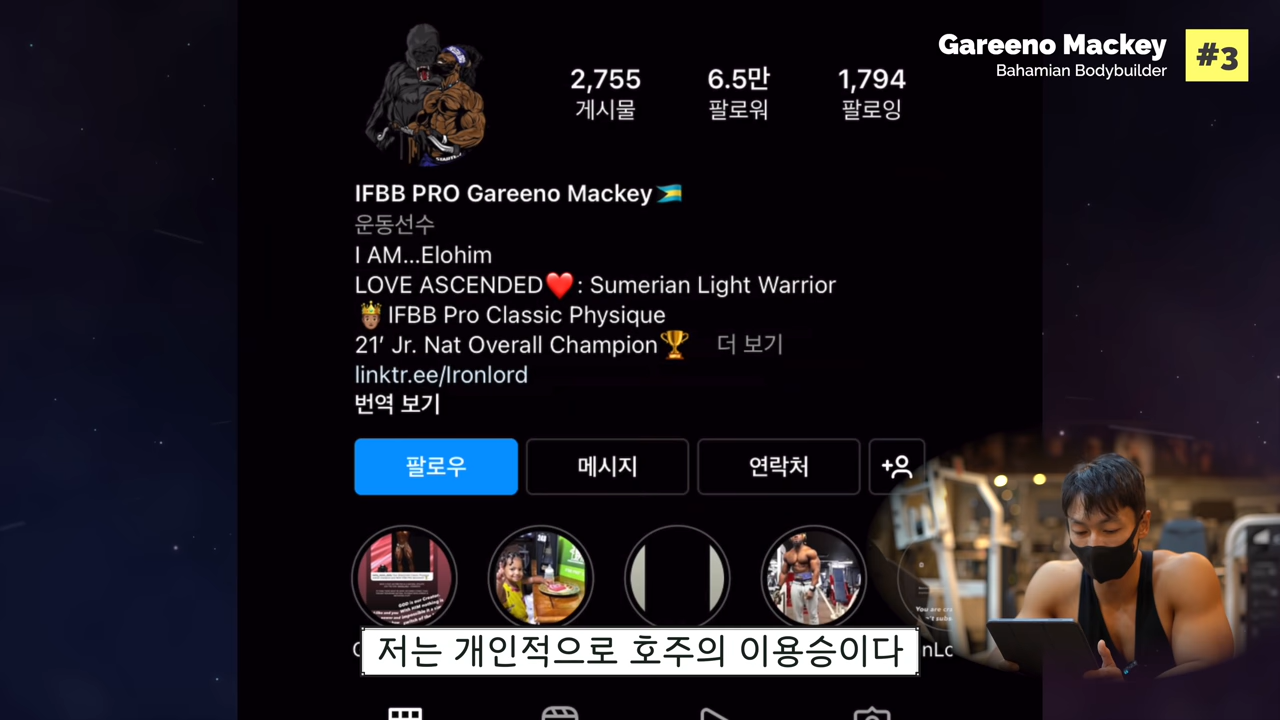 Gareeno Mackey
Bahamian Bodybuilder
#3
2,755
6.5만
1,794
게시물
팔로워
팔로잉
IFBB PRO Gareeno Mackey
운동선수
I AM...Elohim
LOVE ASCENDED❤️: Sumerian Light Warrior
🤴🏽IFBB Pro Classic Physique
21′ Jr. Nat Overall Champion🏆 더 보기
linktr.ee/Ironlord
번역 보기
팔로우
메시지
연락처
저는 개인적으로 호주의 이용승이다